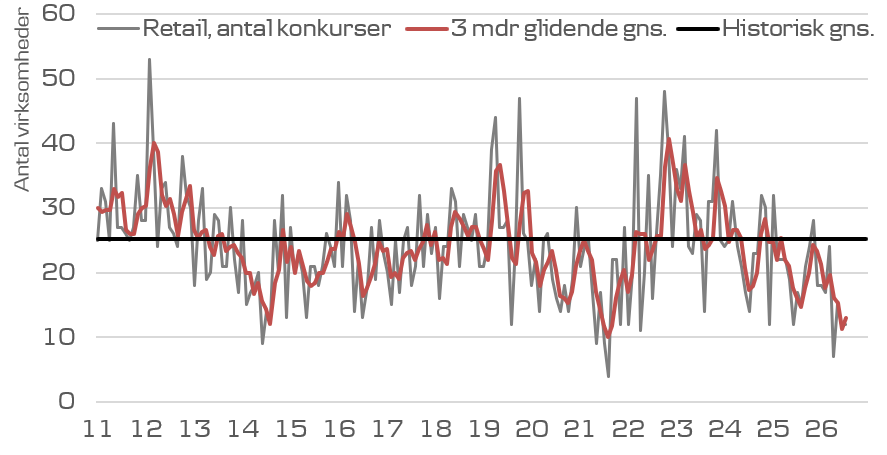 Antal virksomheder
Retail, antal konkurser 3 mdr glidende gns. Historisk gns.
60
50
40
30
20
10
0
11 12 13 14 15 16 17 18 19 20 21 22 23 24 25 26